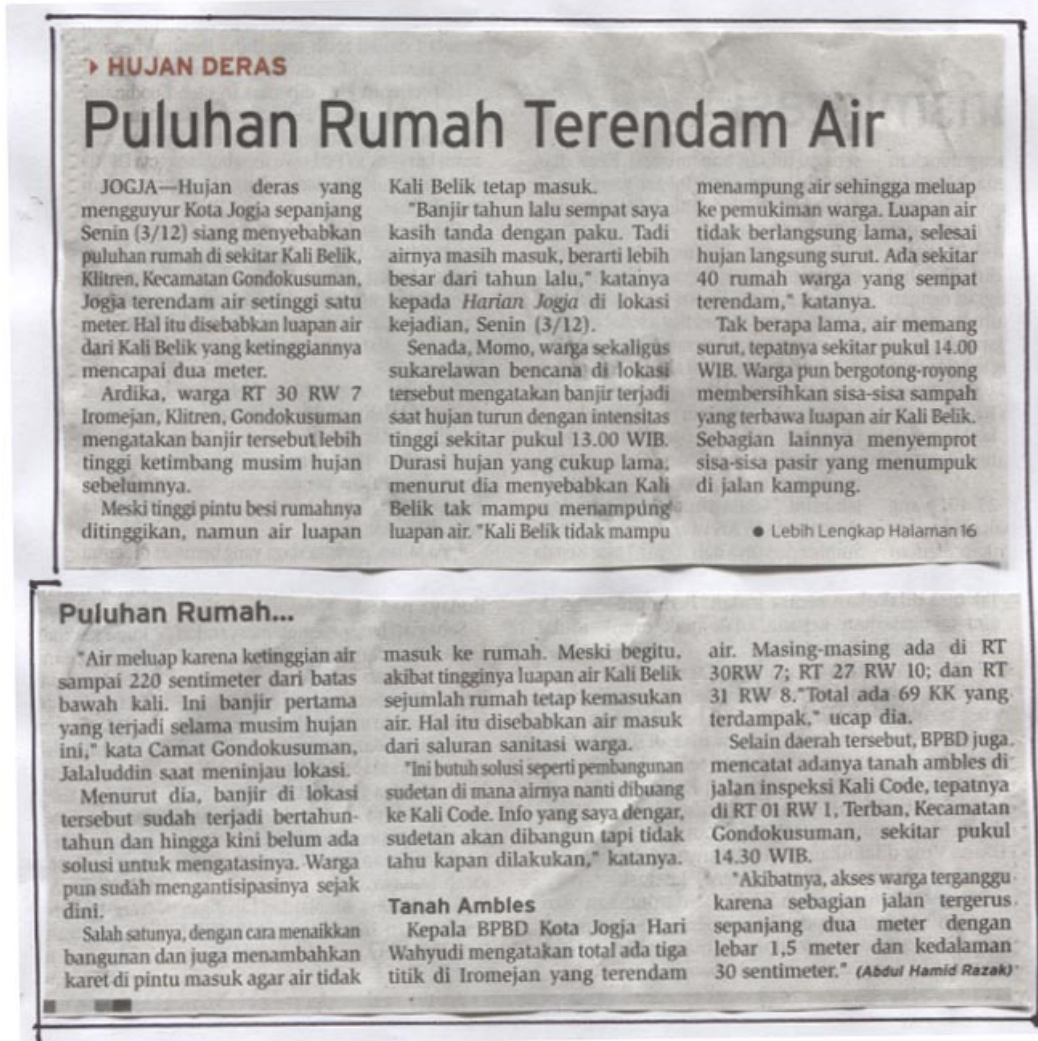 HUJAN DERAS
Puluhan Rumah Terendam Air
JOGJA—Hujan deras yang
mengguyur Kota Jogja sepanjang
Senin (3/12) siang menyebabkan
puluhan rumah di sekitar Kali Belik,
Klitren, Kecamatan Gondokusuman,
Jogja terendam air setinggi satu
meter. Hal itu disebabkan luapan air
dari Kali Belik yang ketinggiannya
mencapai dua meter.
Ardika, warga RT 30 RW 7
Iromejan, Klitren, Gondokusuman
mengatakan banjir tersebut lebih
tinggi ketimbang musim hujan
sebelumnya.
Meski tinggi pintu besi rumahnya
ditinggikan, namun air luapan
Kali Belik tetap masuk.
"Banjir tahun lalu sempat saya
kasih tanda dengan paku. Tadi
airnya masih masuk, berarti lebih
besar dari tahun lalu," katanya
kepada Harian Jogja di lokasi
kejadian, Senin (3/12).
Senada, Momo, warga sekaligus
sukarelawan bencana di lokasi
tersebut mengatakan banjir terjadi
saat hujan turun dengan intensitas
tinggi sekitar pukul 13.00 WIB.
Durasi hujan yang cukup lama,
menurut dia menyebabkan Kali
Belik tak mampu menampung
luapan air. "Kali Belik tidak mampu
menampung air sehingga meluap
ke pemukiman warga. Luapan air
tidak berlangsung lama, selesai
hujan langsung surut. Ada sekitar
40 rumah warga yang sempat
terendam," katanya.
Tak berapa lama, air memang
surut, tepatnya sekitar pukul 14.00
WIB. Warga pun bergotong-royong
membersihkan sisa-sisa sampah
yang terbawa luapan air Kali Belik.
Sebagian lainnya menyemprot
sisa-sisa pasir yang menumpuk
di jalan kampung.
● Lebih Lengkap Halaman 16
Puluhan Rumah...
"Air meluap karena ketinggian air
sampai 220 sentimeter dari batas
bawah kali. Ini banjir pertama
yang terjadi selama musim hujan
ini," kata Camat Gondokusuman,
Jalaluddin saat meninjau lokasi.
Menurut dia, banjir di lokasi
tersebut sudah terjadi bertahun-
tahun dan hingga kini belum ada
solusi untuk mengatasinya. Warga
pun sudah mengantisipasinya sejak
dini.
Salah satunya, dengan cara menaikkan
bangunan dan juga menambahkan
karet di pintu masuk agar air tidak
masuk ke rumah. Meski begitu,
akibat tingginya luapan air Kali Belik
sejumlah rumah tetap kemasukan
air. Hal itu disebabkan air masuk
dari saluran sanitasi warga.
"Ini butuh solusi seperti pembangunan
sudetan di mana airnya nanti dibuang
ke Kali Code. Info yang saya dengar,
sudetan akan dibangun tapi tidak
tahu kapan dilakukan," katanya.
Tanah Ambles
Kepala BPBD Kota Jogja Hari
Wahyudi mengatakan total ada tiga
titik di Iromejan yang terendam
air. Masing-masing ada di RT
30RW 7; RT 27 RW 10; dan RT
31 RW 8."Total ada 69 KK yang
terdampak," ucap dia.
Selain daerah tersebut, BPBD juga
mencatat adanya tanah ambles di
jalan inspeksi Kali Code, tepatnya
di RT 01 RW 1, Terban, Kecamatan
Gondokusuman, sekitar pukul
14.30 WIB.
"Akibatnya, akses warga terganggu
karena sebagian jalan tergerus
sepanjang dua meter dengan
lebar 1,5 meter dan kedalaman
30 sentimeter." (Abdul Hamid Razak)